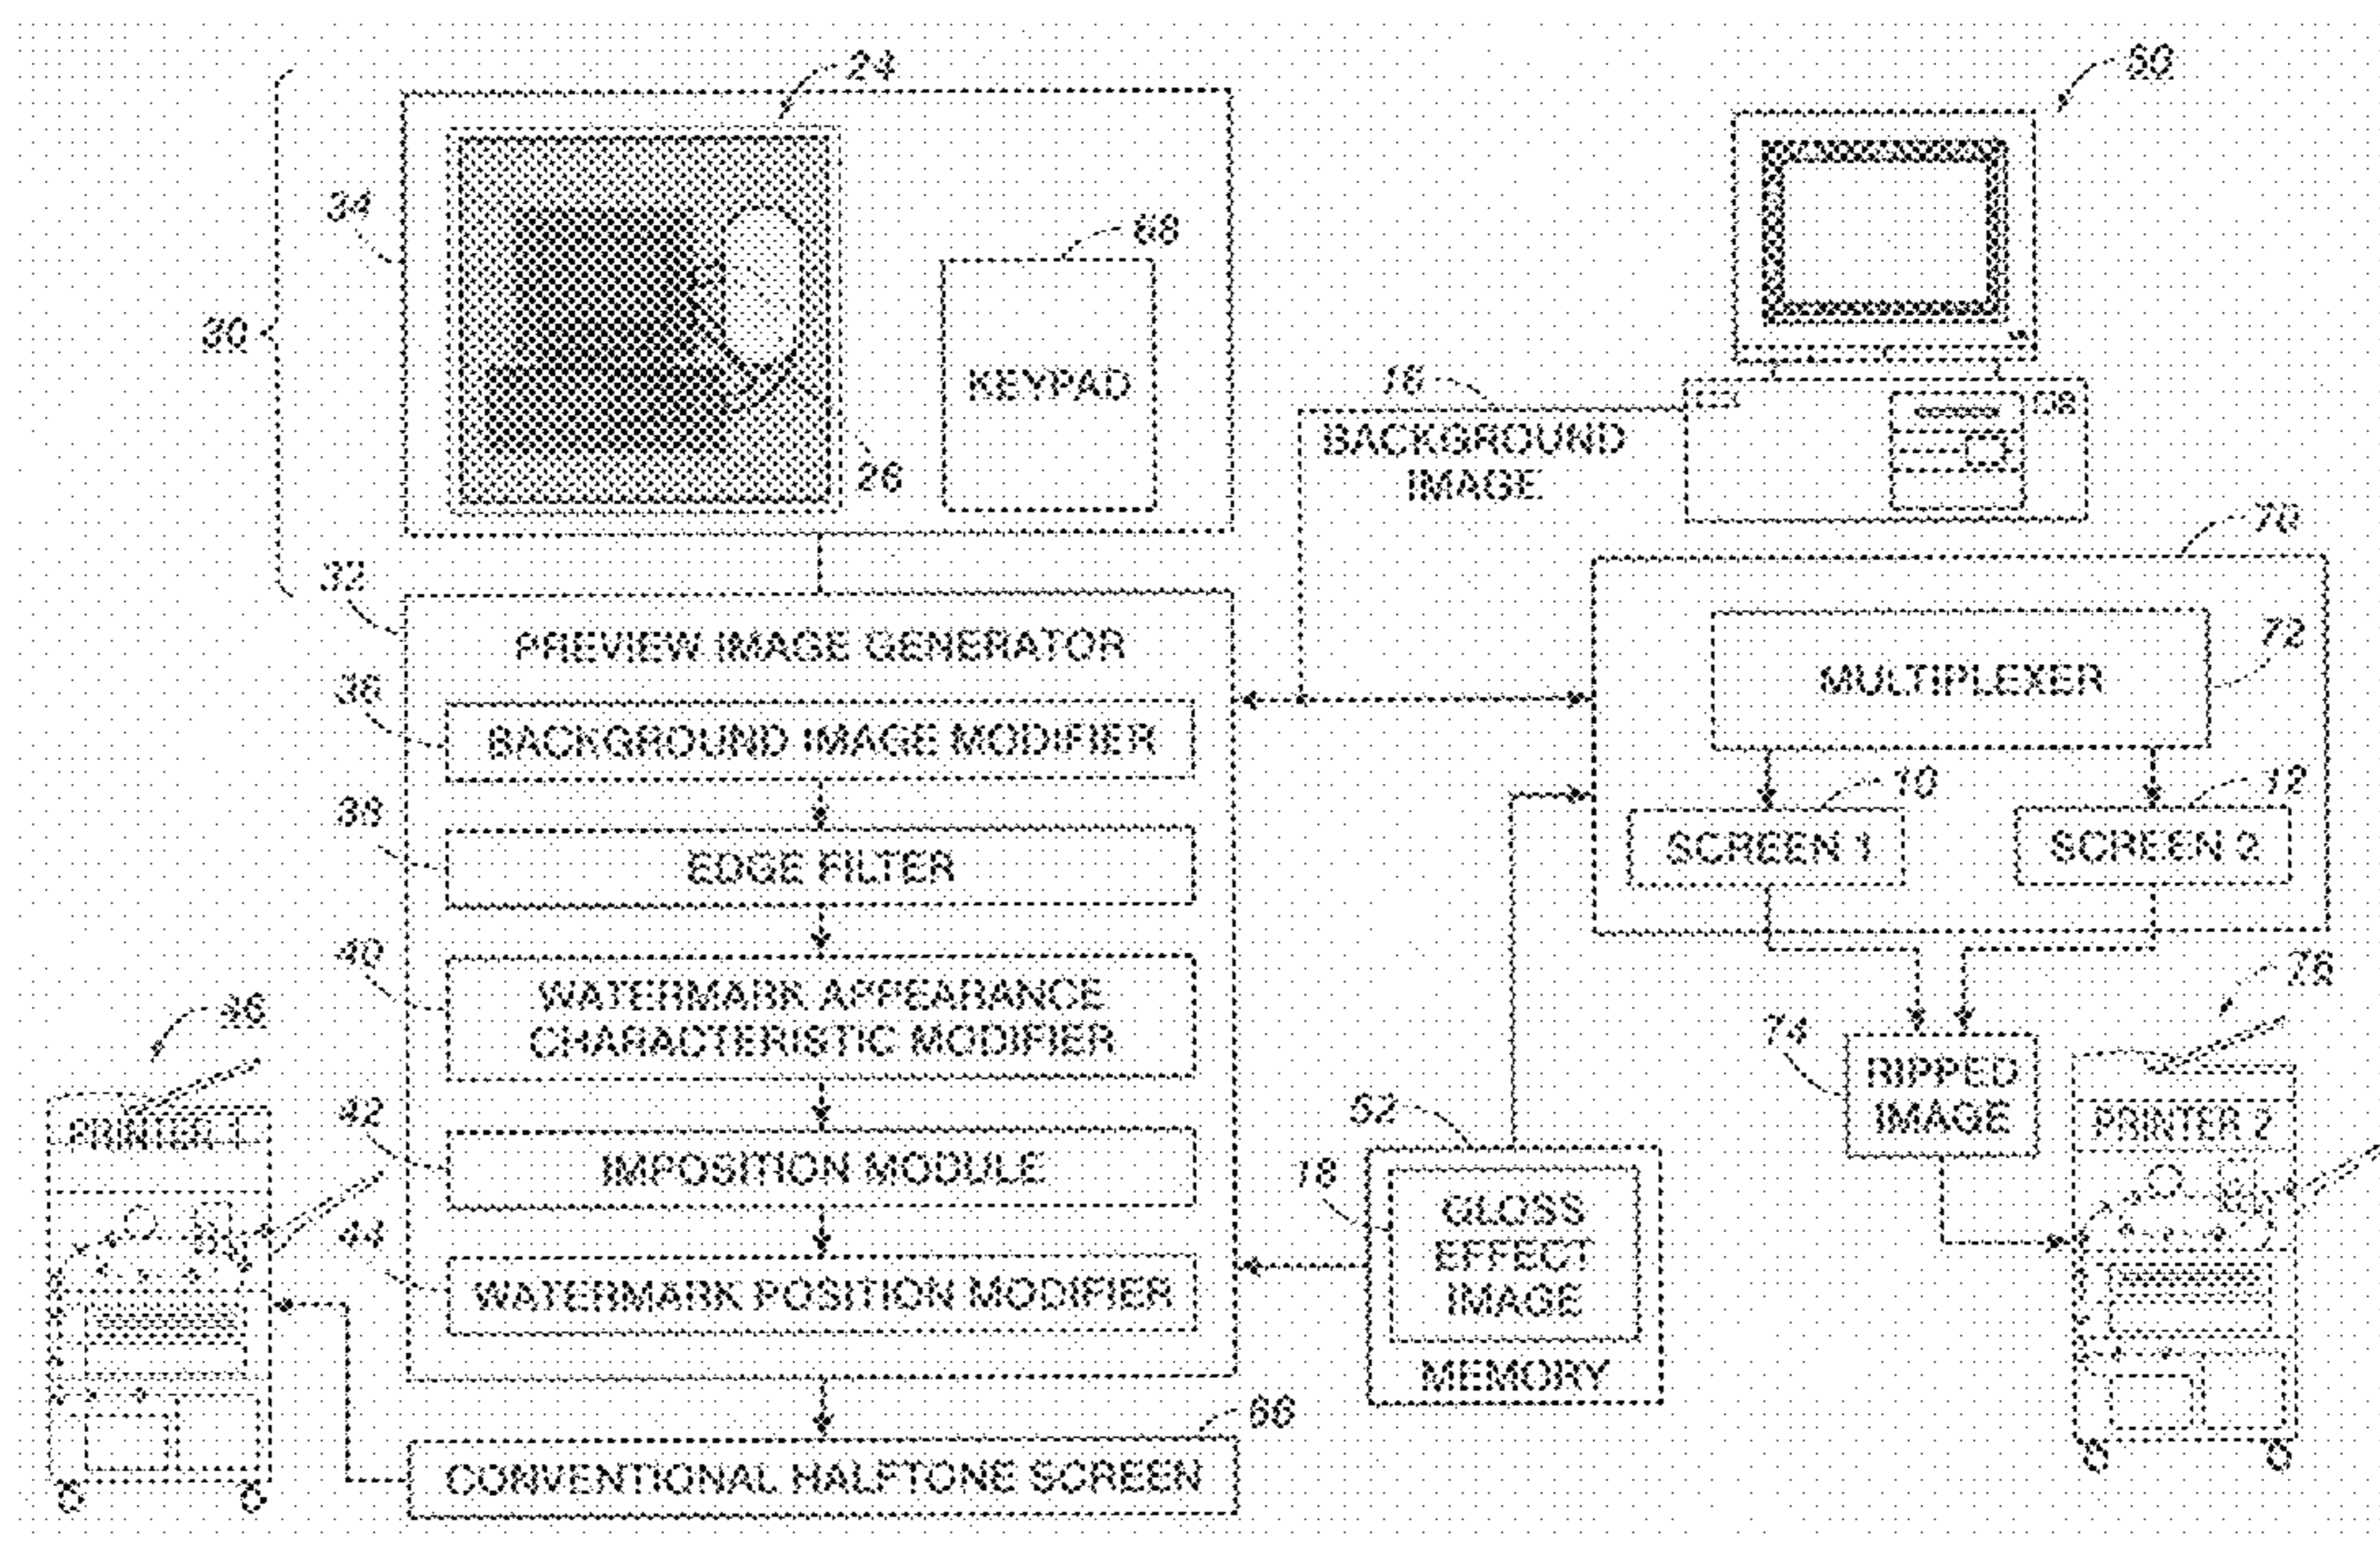 24
50
34
68
30
KEYPAD
16
BACKGROUND
IMAGE
26
70
32
PREVIEW IMAGE GENERATOR
72
MULTIPLEXER
36
BACKGROUND IMAGE MODIFIER
10
12
38
EDGE FILTER
SCREEN 1
SCREEN 2
40
WATERMARK APPEARANCE
CHARACTERISTIC MODIFIER
46
76
74
RIPPED
IMAGE
PRINTER 1
PRINTER 2
42
IMPOSITION MODULE
52
18
GLOSS
EFFECT
IMAGE
MEMORY
44
WATERMARK POSITION MODIFIER
66
CONVENTIONAL HALFTONE SCREEN